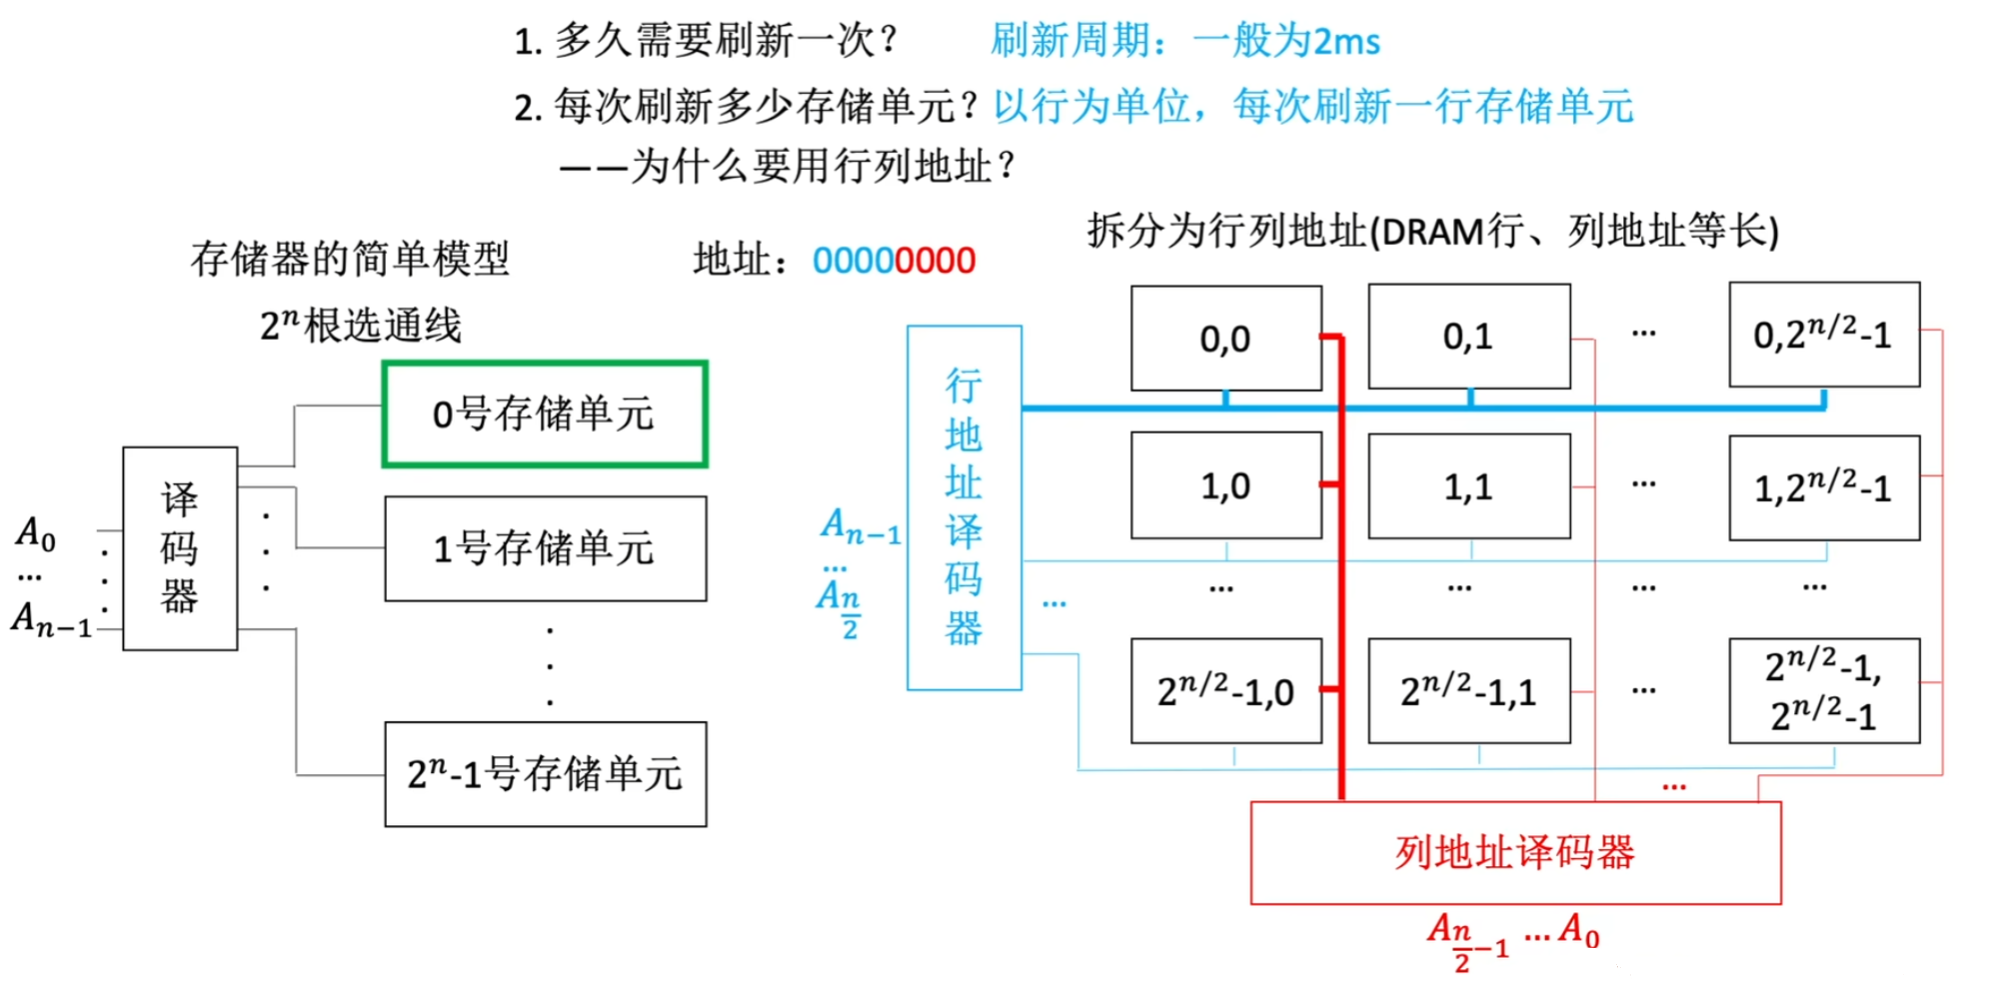 1. 多久需要刷新一次？ 刷新周期：一般为2ms
2. 每次刷新多少存储单元？以行为单位，每次刷新一行存储单元
——为什么要用行列地址？
存储器的简单模型
2ⁿ根选通线
译码器
A₀
...
Aₙ₋₁
0号存储单元
1号存储单元
2ⁿ-1号存储单元
地址：00000000
拆分为行列地址(DRAM行、列地址等长)
行地址译码器
Aₙ₋₁
...
A_{n/2}
...
0,0 0,1 ... 0,2^{n/2}-1
1,0 1,1 ... 1,2^{n/2}-1
... ... ... ...
2^{n/2}-1,0 2^{n/2}-1,1 ... 2^{n/2}-1,
2^{n/2}-1
...
列地址译码器
A_{n/2-1} ... A₀